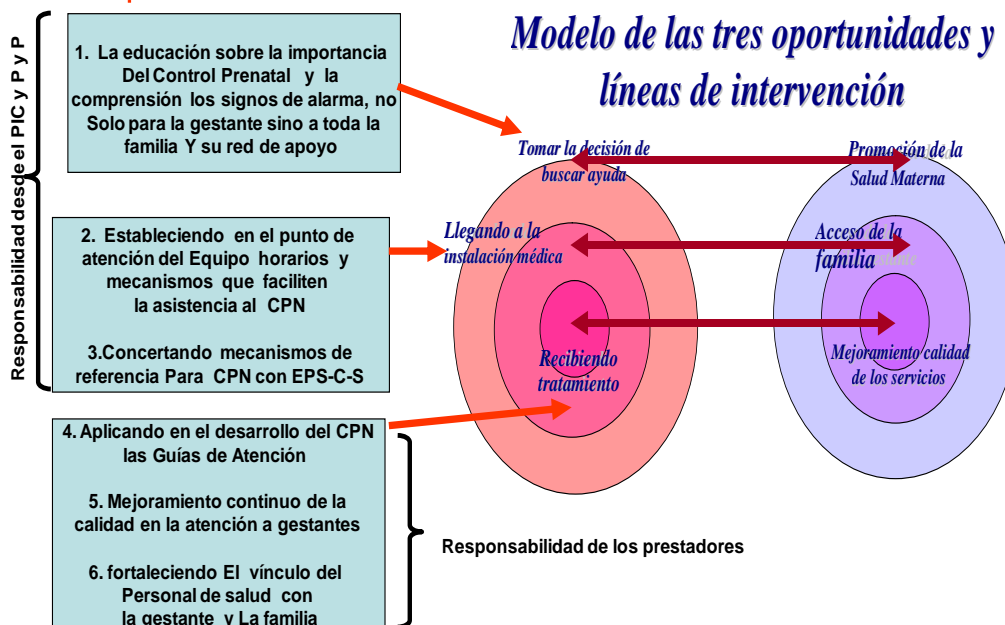 Modelo de las tres oportunidades y
líneas de intervención
Responsabilidad desde el PIC y P y P
1. La educación sobre la importancia
Del Control Prenatal y la
comprensión los signos de alarma, no
Solo para la gestante sino a toda la
familia Y su red de apoyo
2. Estableciendo en el punto de
atención del Equipo horarios y
mecanismos que faciliten
la asistencia al CPN
3.Concertando mecanismos de
referencia Para CPN con EPS-C-S
4. Aplicando en el desarrollo del CPN
las Guías de Atención
5. Mejoramiento continuo de la
calidad en la atención a gestantes
6. fortaleciendo El vínculo del
Personal de salud con
la gestante y La familia
Responsabilidad de los prestadores
Tomar la decisión de
buscar ayuda
Llegando a la
instalación médica
Recibiendo
tratamiento
Promoción de la
Salud Materna
Acceso de la
familia
Mejoramiento calidad
de los servicios